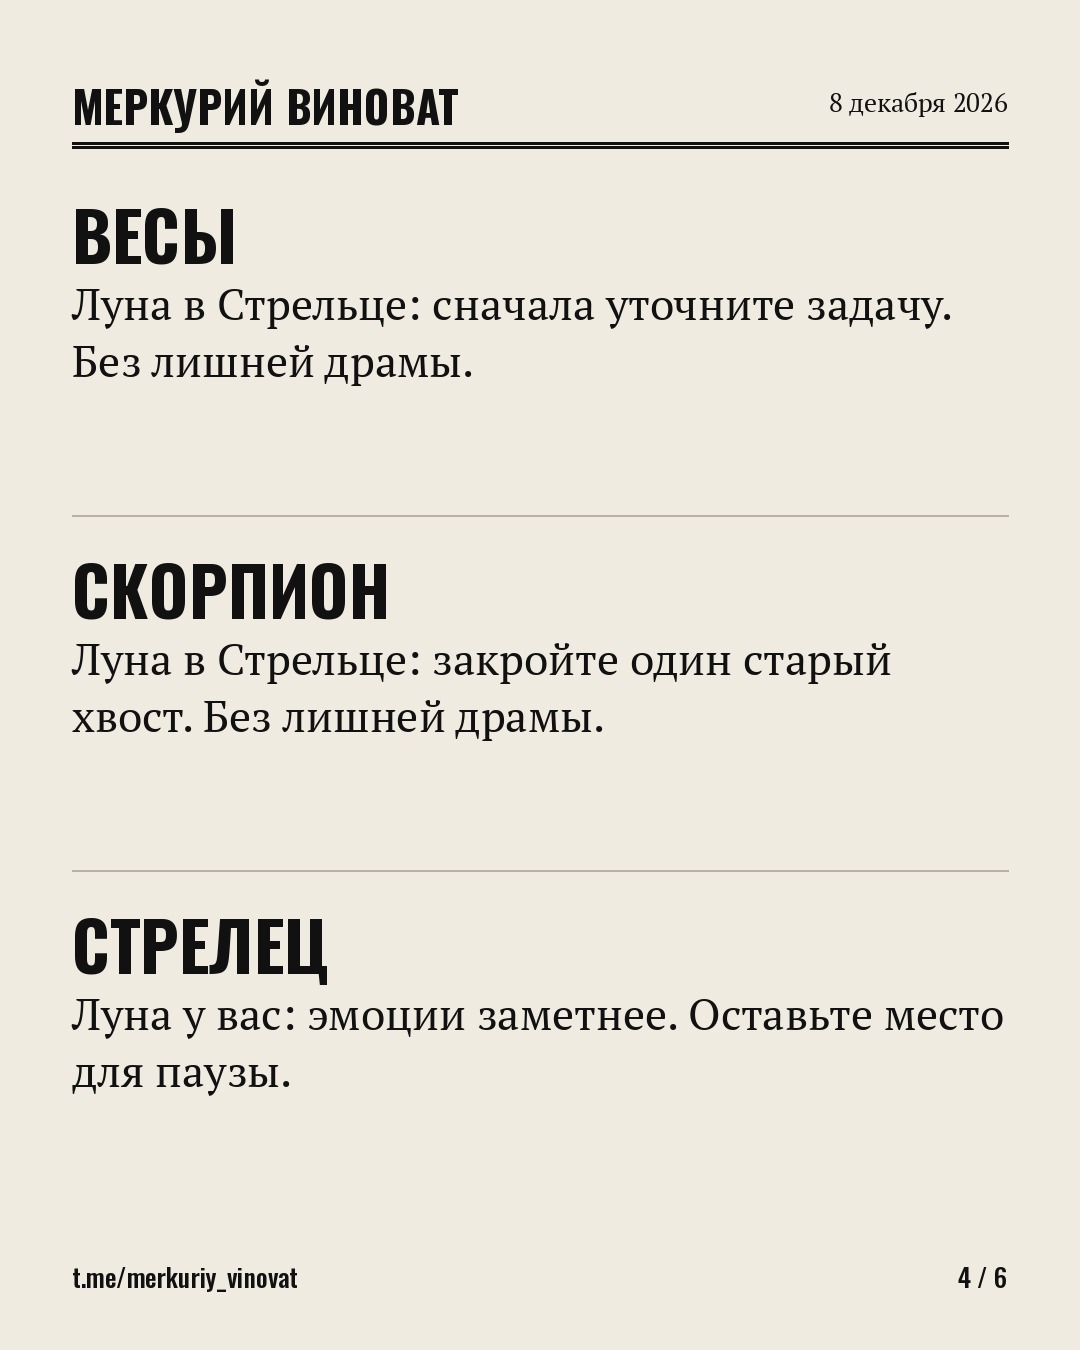 МЕРКУРИЙ ВИНОВАТ
8 декабря 2026
ВЕСЫ
Луна в Стрельце: сначала уточните задачу.
Без лишней драмы.
СКОРПИОН
Луна в Стрельце: закройте один старый
хвост. Без лишней драмы.
СТРЕЛЕЦ
Луна у вас: эмоции заметнее. Оставьте место
для паузы.
t.me/merkuriy_vinovat
4 / 6